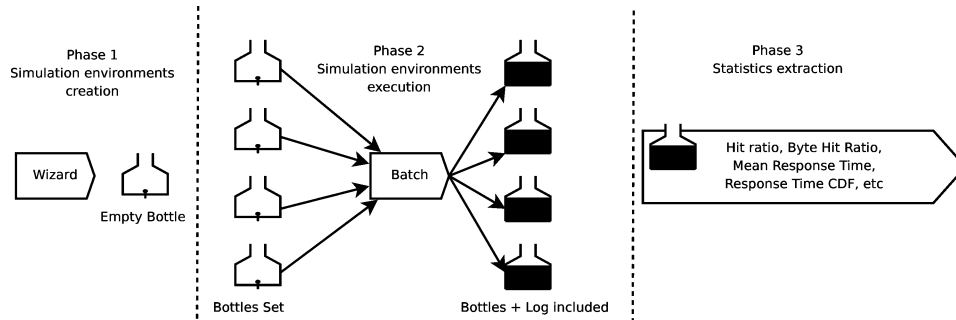 Phase 1
Simulation environments
creation
Wizard
Empty Bottle
Phase 2
Simulation environments
execution
Batch
Bottles Set
Bottles + Log included
Phase 3
Statistics extraction
Hit ratio, Byte Hit Ratio,
Mean Response Time,
Response Time CDF, etc